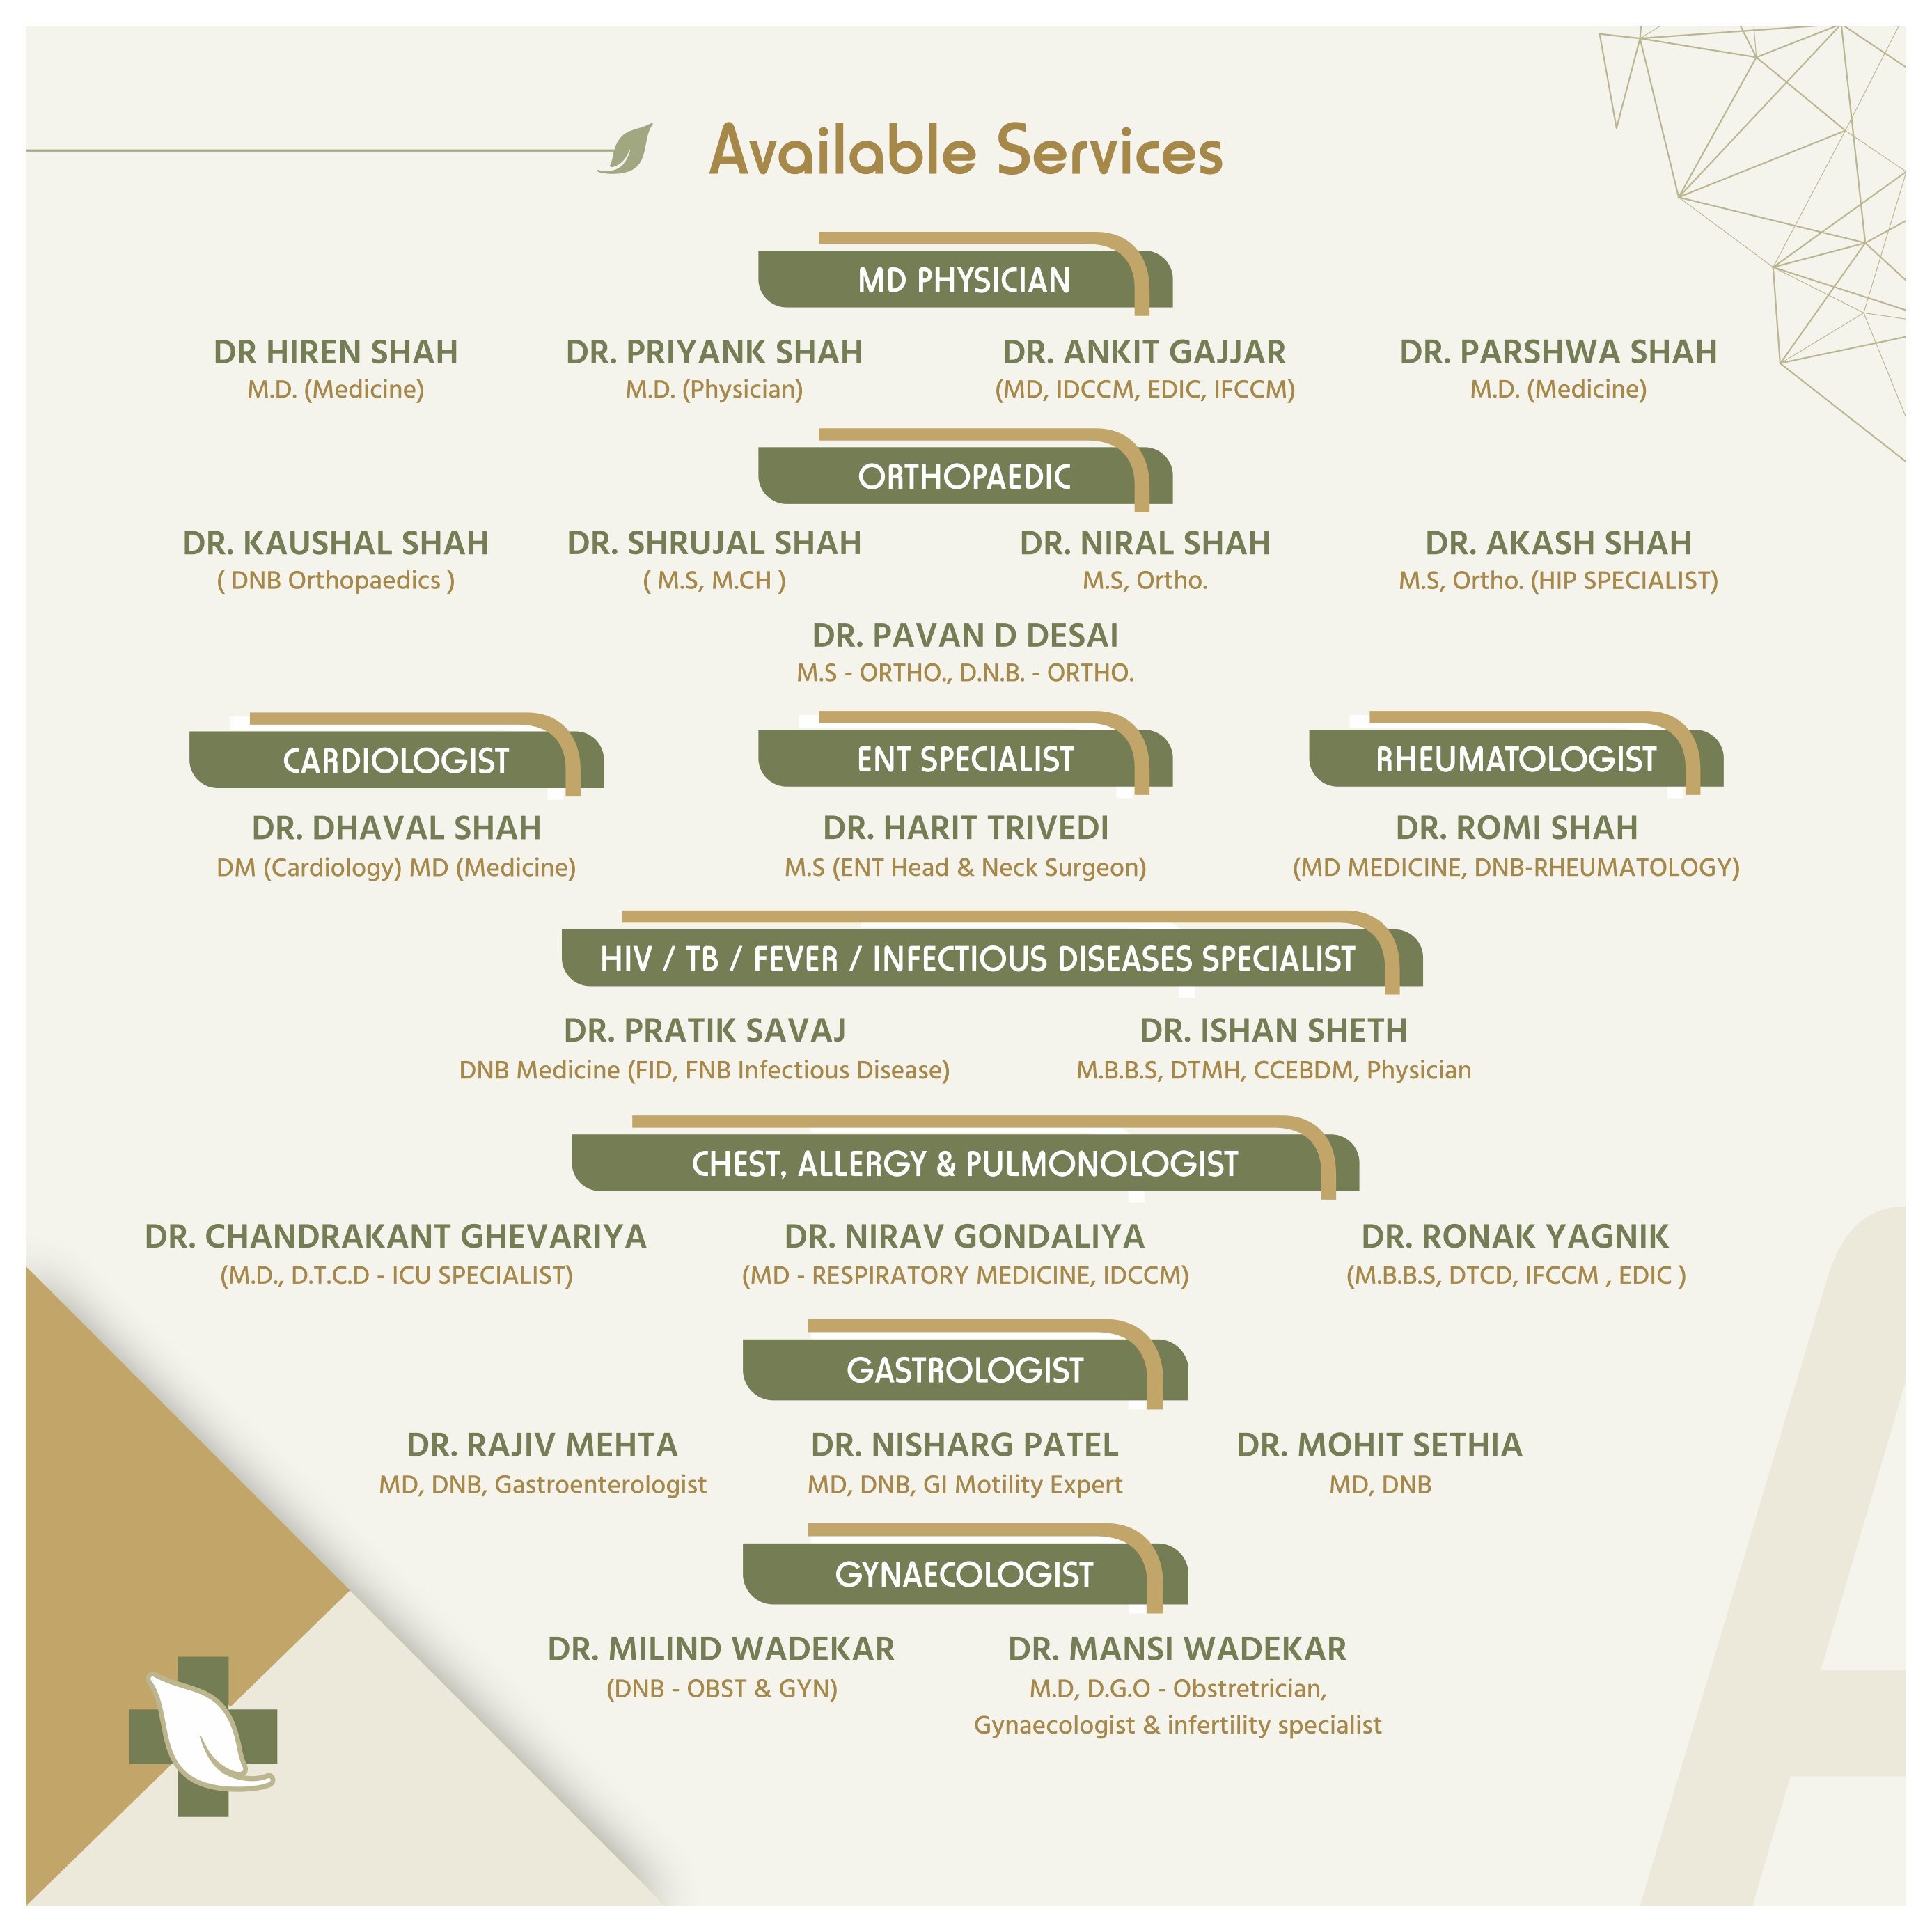 Available Services
MD PHYSICIAN
DR HIREN SHAH
M.D. (Medicine)
DR. PRIYANK SHAH
M.D. (Physician)
DR. ANKIT GAJJAR
(MD, IDCCM, EDIC, IFCCM)
DR. PARSHWA SHAH
M.D. (Medicine)
ORTHOPAEDIC
DR. KAUSHAL SHAH
( DNB Orthopaedics )
DR. SHRUJAL SHAH
( M.S, M.CH )
DR. NIRAL SHAH
M.S, Ortho.
DR. AKASH SHAH
M.S, Ortho. (HIP SPECIALIST)
DR. PAVAN D DESAI
M.S - ORTHO., D.N.B. - ORTHO.
CARDIOLOGIST
DR. DHAVAL SHAH
DM (Cardiology) MD (Medicine)
ENT SPECIALIST
DR. HARIT TRIVEDI
M.S (ENT Head & Neck Surgeon)
RHEUMATOLOGIST
DR. ROMI SHAH
(MD MEDICINE, DNB-RHEUMATOLOGY)
HIV / TB / FEVER / INFECTIOUS DISEASES SPECIALIST
DR. PRATIK SAVAJ
DNB Medicine (FID, FNB Infectious Disease)
DR. ISHAN SHETH
M.B.B.S, DTMH, CCEBDM, Physician
CHEST, ALLERGY & PULMONOLOGIST
DR. CHANDRAKANT GHEVARIYA
(M.D., D.T.C.D - ICU SPECIALIST)
DR. NIRAV GONDALIYA
(MD - RESPIRATORY MEDICINE, IDCCM)
DR. RONAK YAGNIK
(M.B.B.S, DTCD, IFCCM , EDIC )
GASTROLOGIST
DR. RAJIV MEHTA
MD, DNB, Gastroenterologist
DR. NISHARG PATEL
MD, DNB, GI Motility Expert
DR. MOHIT SETHIA
MD, DNB
GYNAECOLOGIST
DR. MILIND WADEKAR
(DNB - OBST & GYN)
DR. MANSI WADEKAR
M.D, D.G.O - Obstretrician,
Gynaecologist & infertility specialist